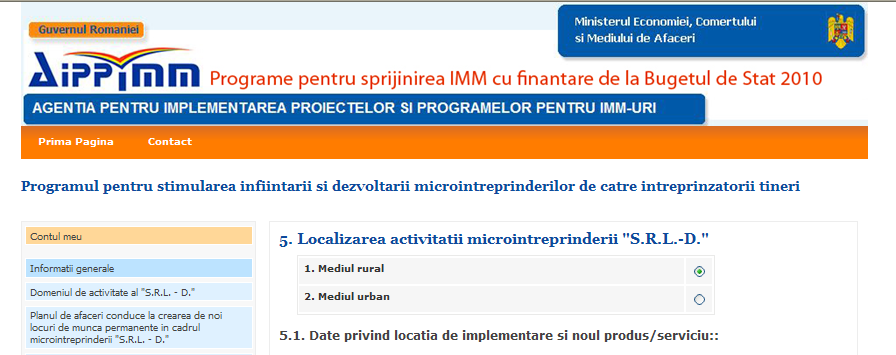 Guvernul Romaniei
Ministerul Economiei, Comertului
si Mediului de Afaceri
AIPPIMM Programe pentru sprijinirea IMM cu finantare de la Bugetul de Stat 2010
AGENTIA PENTRU IMPLEMENTAREA PROIECTELOR SI PROGRAMELOR PENTRU IMM-URI
Prima Pagina Contact
Programul pentru stimularea infiintarii si dezvoltarii microintreprinderilor de catre intreprinzatorii tineri
Contul meu
Informatii generale
Domeniul de activitate al "S.R.L. - D."
Planul de afaceri conduce la crearea de noi
locuri de munca permanente in cadrul
microintreprinderii "S.R.L. - D."
5. Localizarea activitatii microintreprinderii "S.R.L.-D."
1. Mediul rural
2. Mediul urban
5.1. Date privind locatia de implementare si noul produs/serviciu::